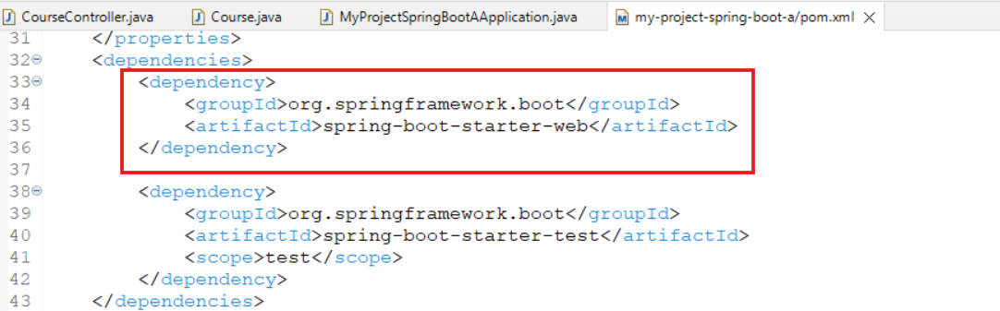 CourseController.java Course.java MyProjectSpringBootAApplication.java my-project-spring-boot-a/pom.xml
31 </properties>
32 <dependencies>
33 <dependency>
34 <groupId>org.springframework.boot</groupId>
35 <artifactId>spring-boot-starter-web</artifactId>
36 </dependency>
37
38 <dependency>
39 <groupId>org.springframework.boot</groupId>
40 <artifactId>spring-boot-starter-test</artifactId>
41 <scope>test</scope>
42 </dependency>
43 </dependencies>